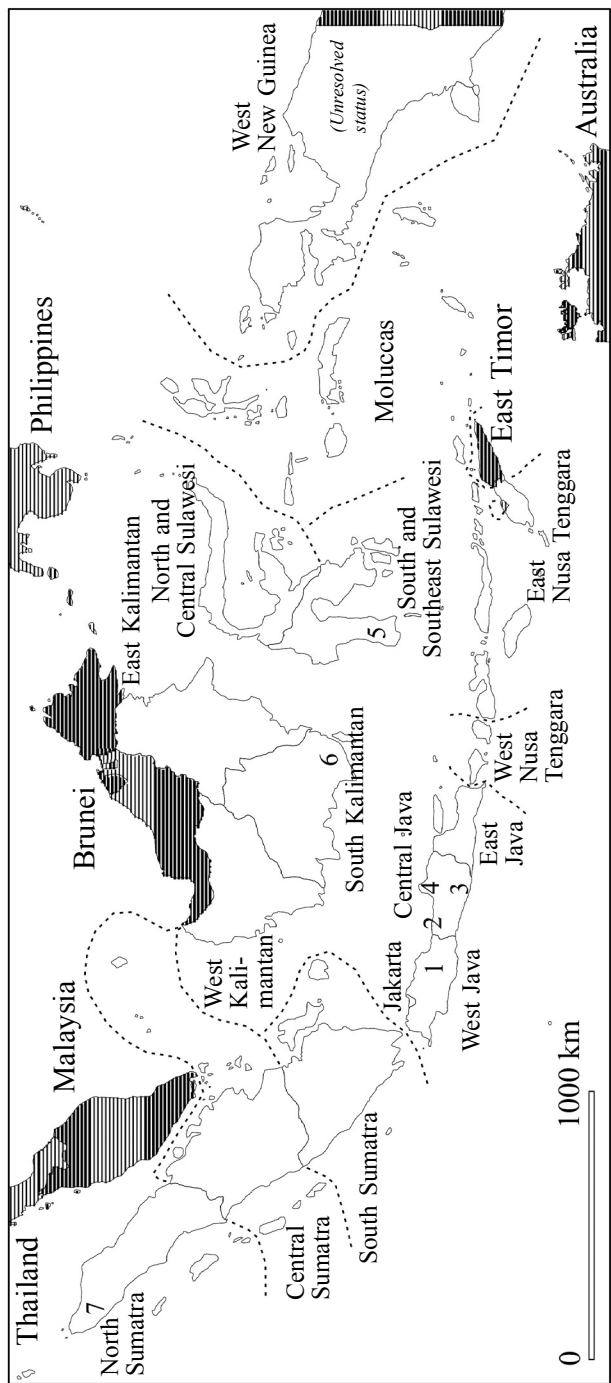 Thailand
Malaysia
Brunei
Philippines
7
North
Sumatra
Central
Sumatra
South Sumatra
West
Kali-
mantan
East Kalimantan
South Kalimantan
6
North and
Central Sulawesi
South and
Southeast Sulawesi
5
Moluccas
West
New Guinea
(Unresolved
status)
Jakarta
West Java
1
Central Java
2
4
3
East
Java
West
Nusa
Tenggara
East
Nusa Tenggara
East Timor
Australia
0
1000 km